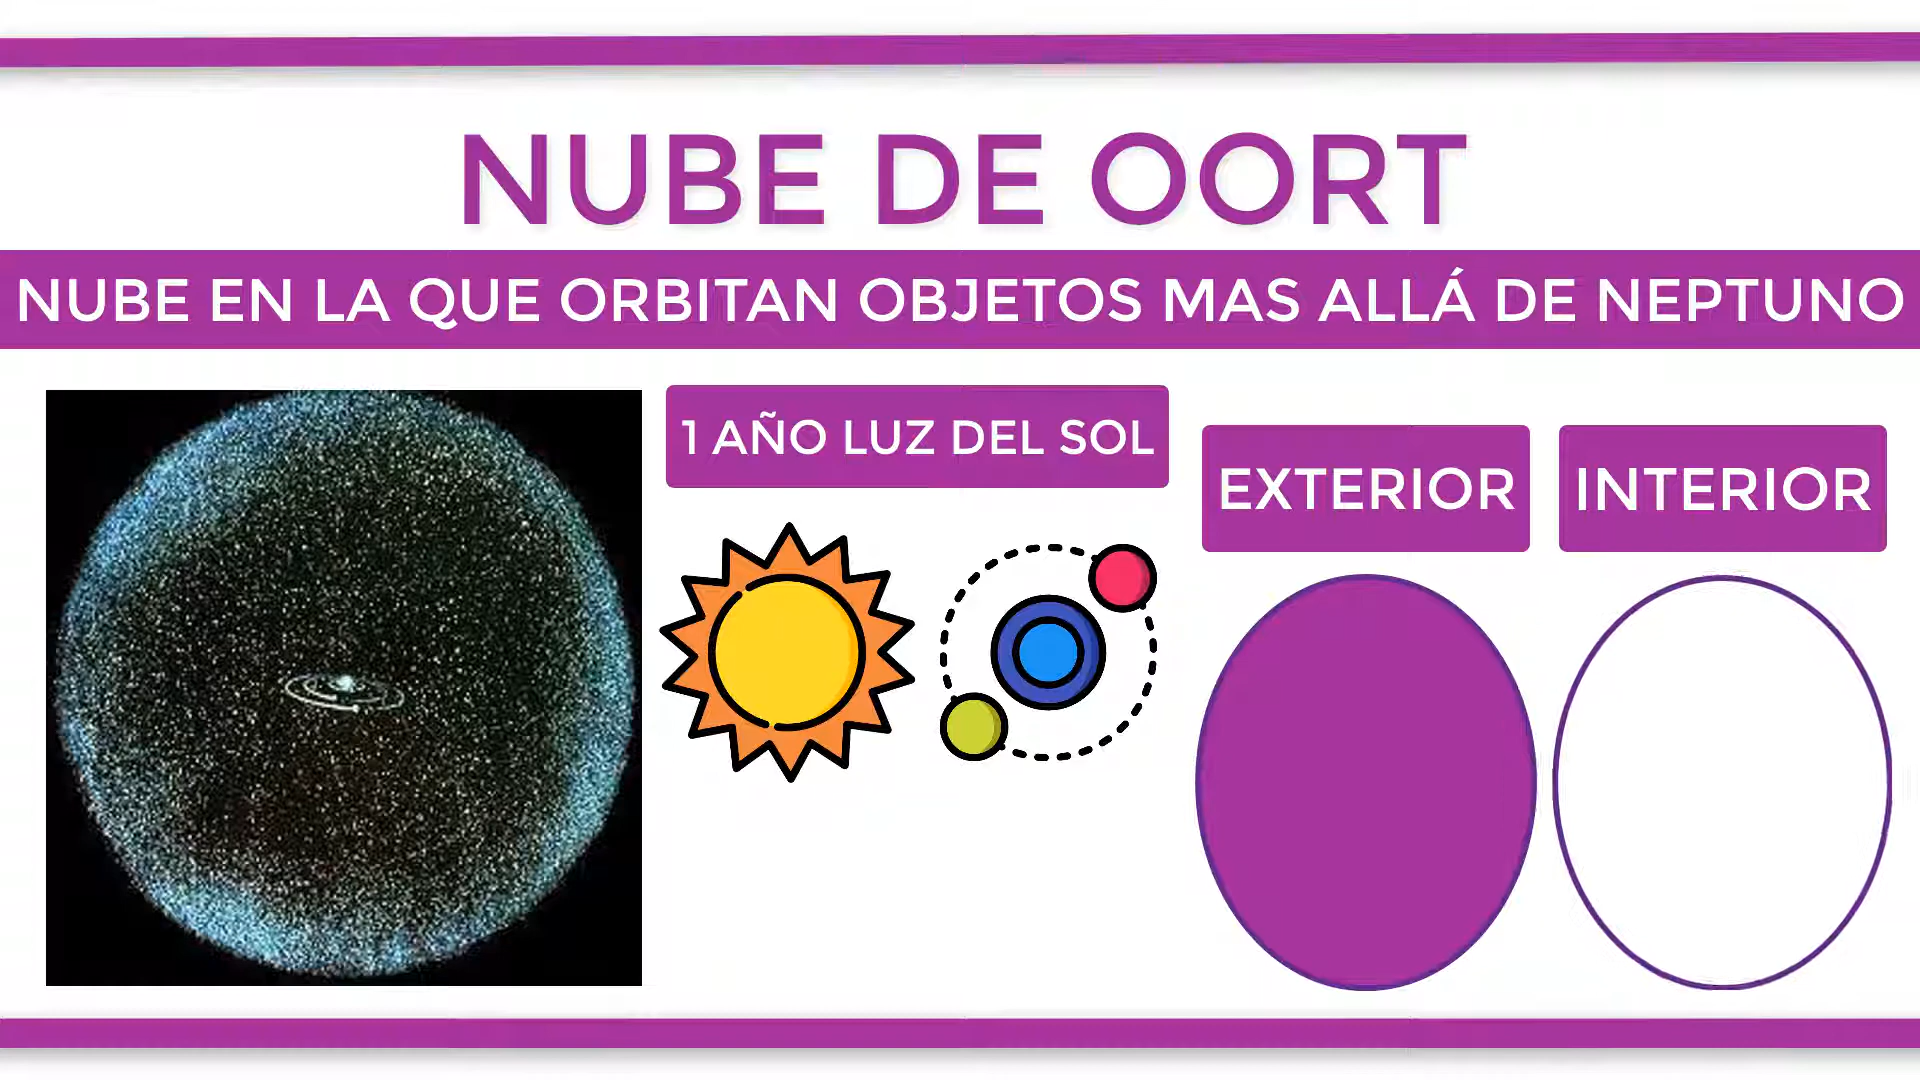 NUBE DE OORT
NUBE EN LA QUE ORBITAN OBJETOS MAS ALLÁ DE NEPTUNO
1 AÑO LUZ DEL SOL
EXTERIOR
INTERIOR